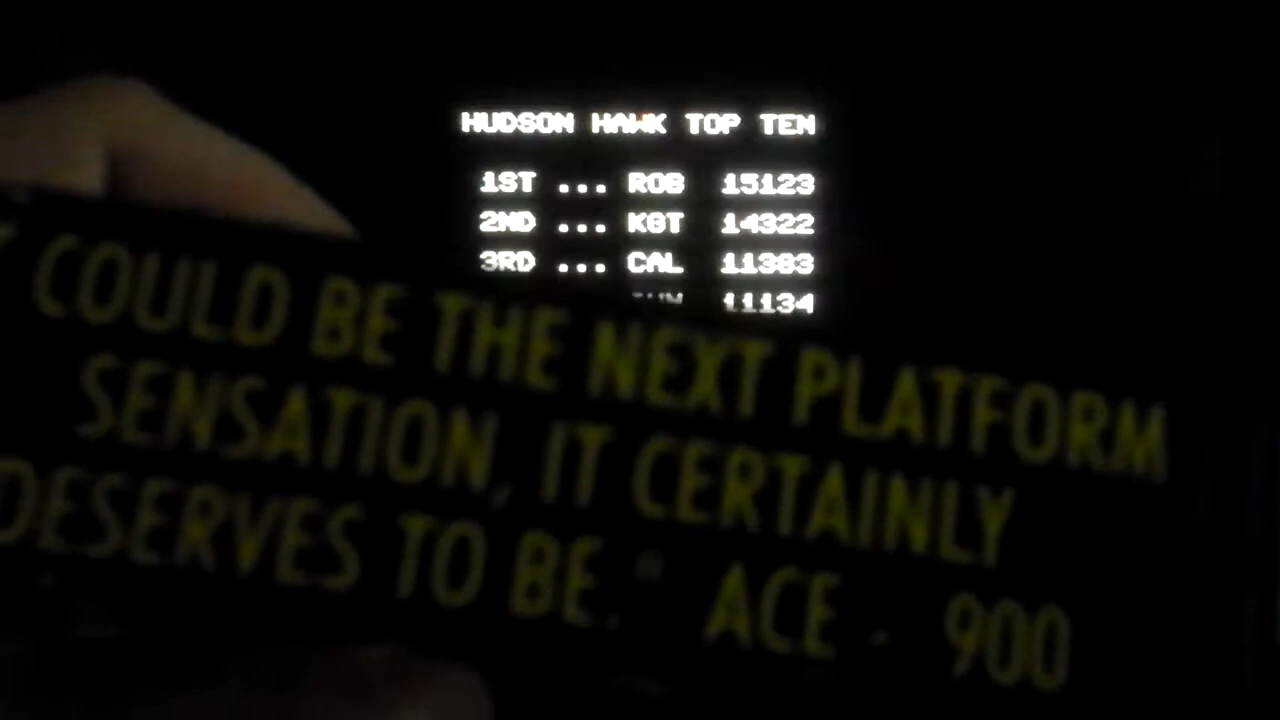 HUDSON HAWK TOP TEN
1ST ... ROB 15123
2ND ... KGT 14322
3RD ... CAL 11383
11134
COULD BE THE NEXT PLATFORM
SENSATION, IT CERTAINLY
DESERVES TO BE." ACE - 900